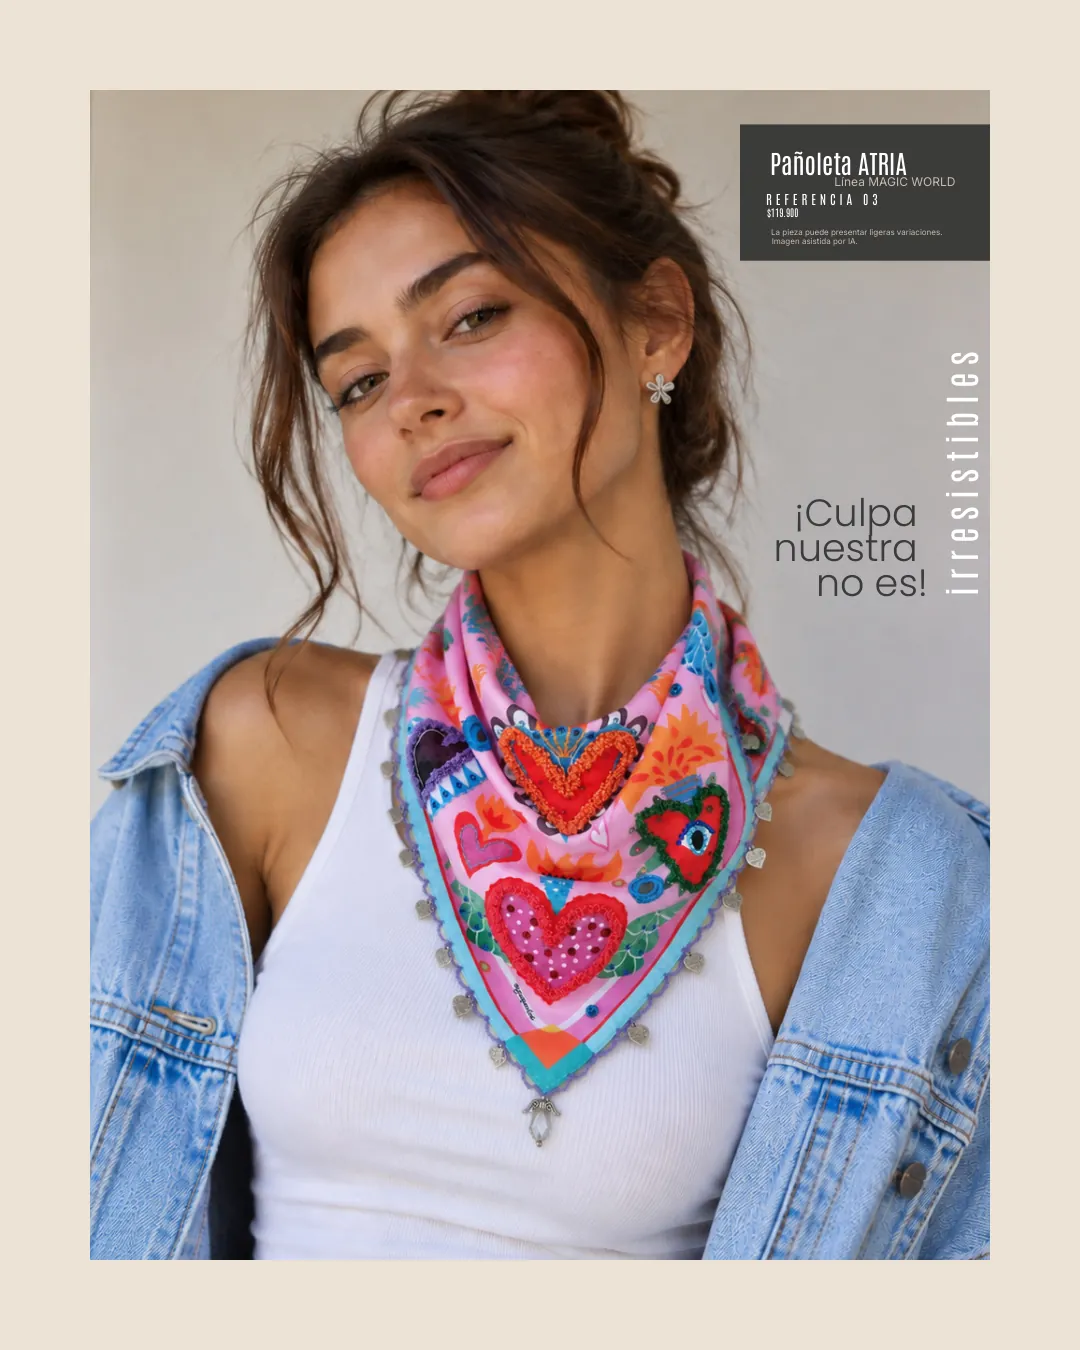 Pañoleta ATRIA
Línea MAGIC WORLD
REFERENCIA 03
$119.900
La pieza puede presentar ligeras variaciones.
Imagen asistida por IA.
irresistibles
¡Culpa
nuestra
no es!